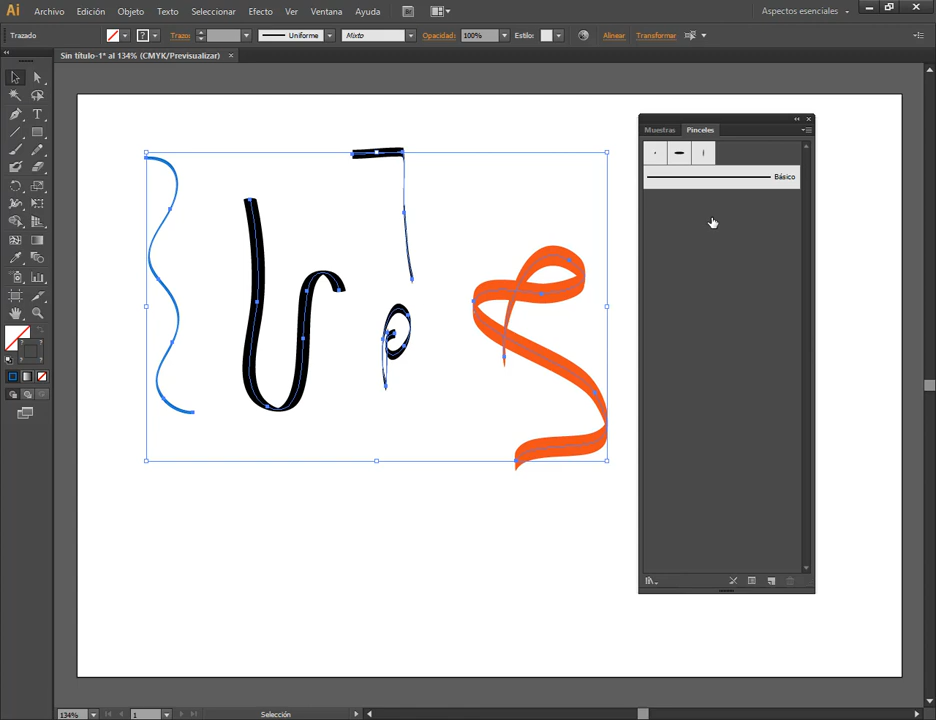 Ai Archivo Edición Objeto Texto Seleccionar Efecto Ver Ventana Ayuda Br Aspectos esenciales
Trazado Trazo: Uniforme Mixto Opacidad: 100% Estilo: Alinear Transformar
Sin título-1* al 134% (CMYK/Previsualizar)
Muestras Pinceles
Básico
134% 1 Selección